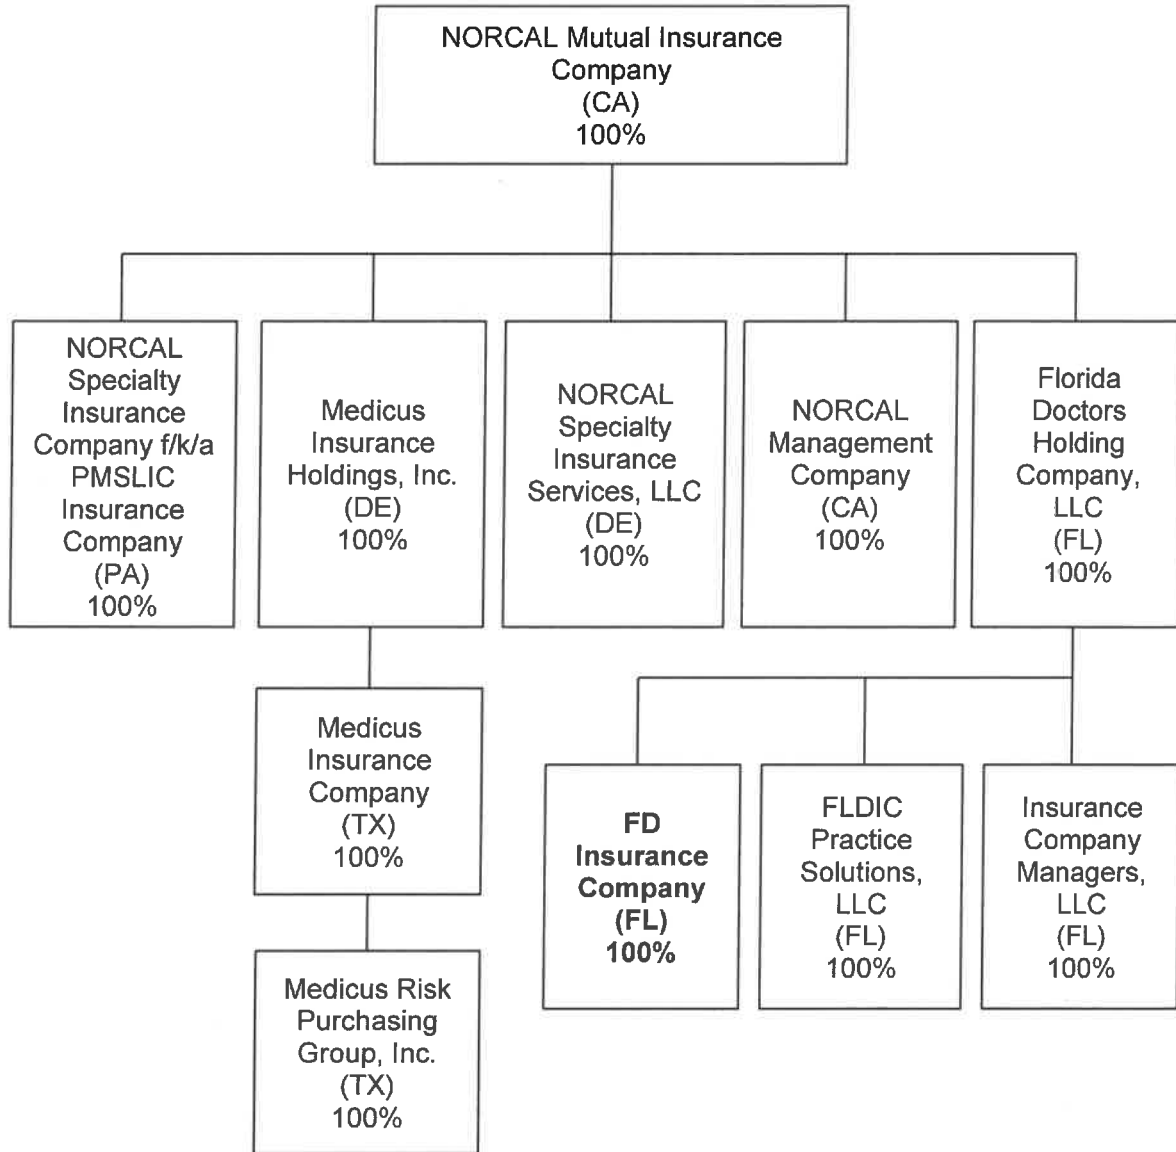 NORCAL Mutual Insurance
Company
(CA)
100%
NORCAL
Specialty
Insurance
Company f/k/a
PMSLIC
Insurance
Company
(PA)
100%
Medicus
Insurance
Holdings, Inc.
(DE)
100%
NORCAL
Specialty
Insurance
Services, LLC
(DE)
100%
NORCAL
Management
Company
(CA)
100%
Florida
Doctors
Holding
Company,
LLC
(FL)
100%
Medicus
Insurance
Company
(TX)
100%
FD
Insurance
Company
(FL)
100%
FLDIC
Practice
Solutions,
LLC
(FL)
100%
Insurance
Company
Managers,
LLC
(FL)
100%
Medicus Risk
Purchasing
Group, Inc.
(TX)
100%